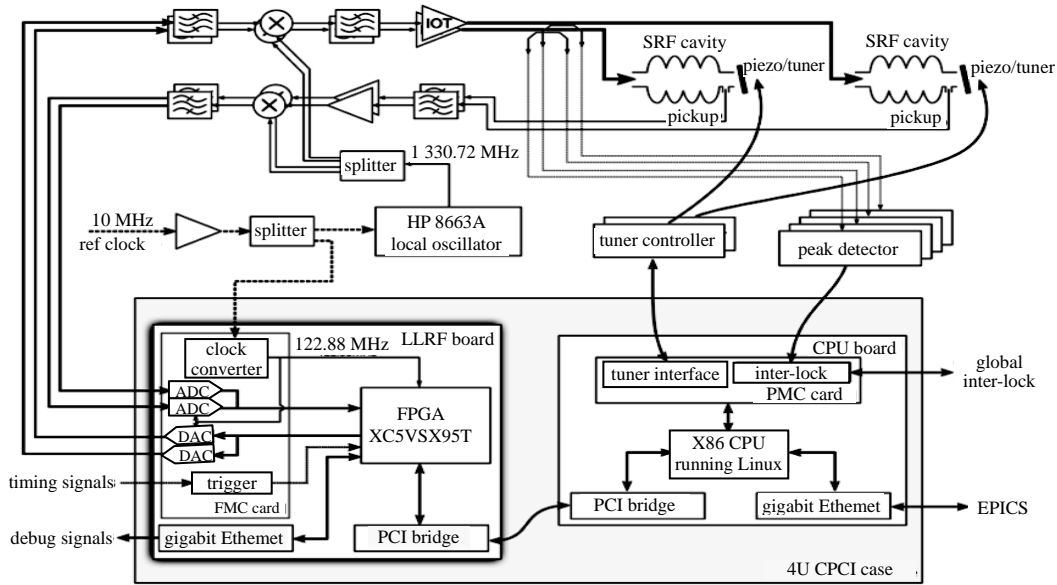 IOT
SRF cavity
SRF cavity
piezo/tuner
piezo/tuner
pickup
pickup
1 330.72 MHz
splitter
10 MHz
ref clock
splitter
HP 8663A
local oscillator
tuner controller
peak detector
LLRF board
clock
converter
122.88 MHz
ADC
ADC
DAC
DAC
FPGA
XC5VSX95T
timing signals
trigger
FMC card
debug signals
gigabit Ethemet
PCI bridge
CPU board
tuner interface
inter-lock
PMC card
global
inter-lock
X86 CPU
running Linux
PCI bridge
gigabit Ethemet
EPICS
4U CPCI case